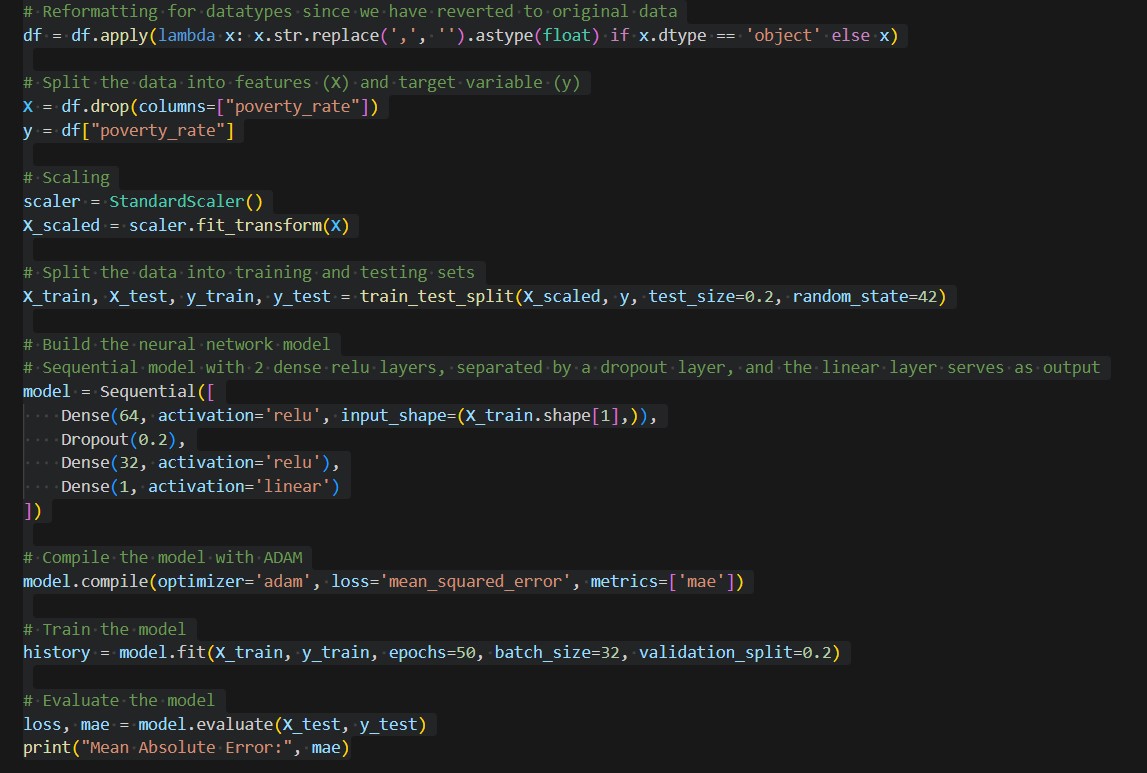 # Reformatting for datatypes since we have reverted to original data
df = df.apply(lambda x: x.str.replace(',', '').astype(float) if x.dtype == 'object' else x)
# Split the data into features (X) and target variable (y)
X = df.drop(columns=["poverty_rate"])
y = df["poverty_rate"]
# Scaling
scaler = StandardScaler()
X_scaled = scaler.fit_transform(X)
# Split the data into training and testing sets
X_train, X_test, y_train, y_test = train_test_split(X_scaled, y, test_size=0.2, random_state=42)
# Build the neural network model
# Sequential model with 2 dense relu layers, separated by a dropout layer, and the linear layer serves as output
model = Sequential([
    Dense(64, activation='relu', input_shape=(X_train.shape[1],)),
    Dropout(0.2),
    Dense(32, activation='relu'),
    Dense(1, activation='linear')
])
# Compile the model with ADAM
model.compile(optimizer='adam', loss='mean_squared_error', metrics=['mae'])
# Train the model
history = model.fit(X_train, y_train, epochs=50, batch_size=32, validation_split=0.2)
# Evaluate the model
loss, mae = model.evaluate(X_test, y_test)
print("Mean Absolute Error:", mae)